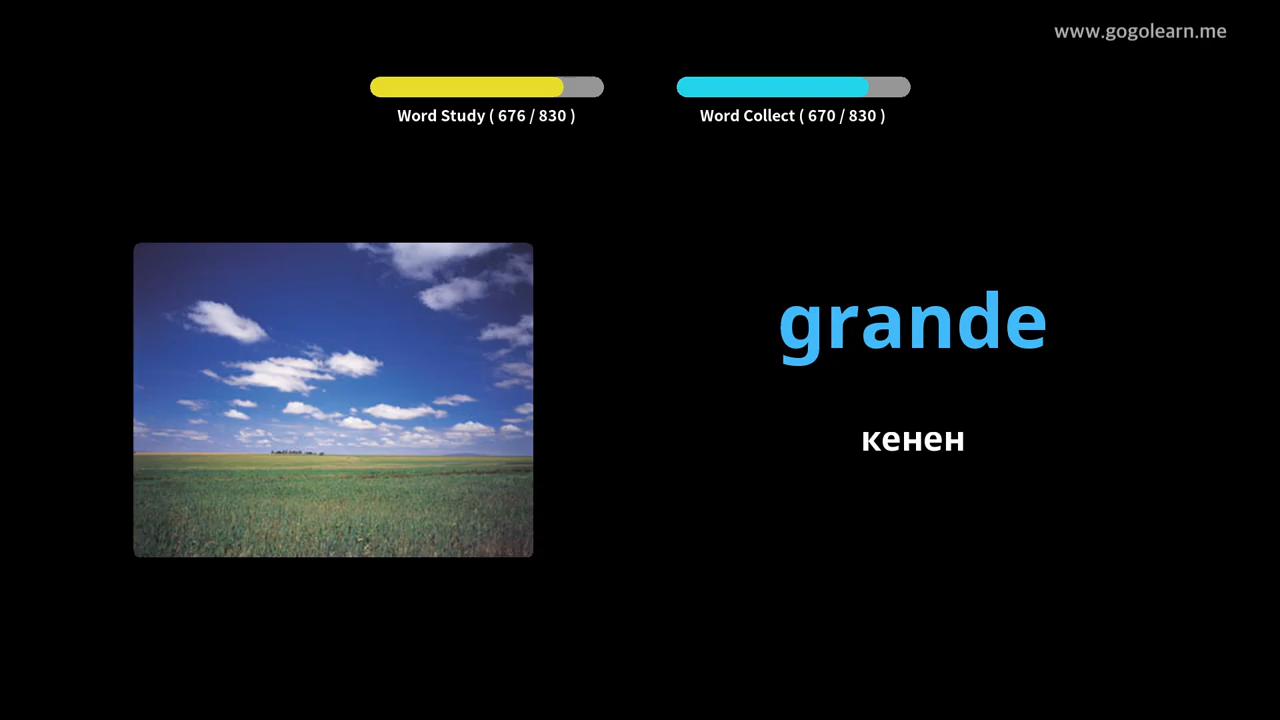 www.gogolearn.me
Word Study ( 676 / 830 )
Word Collect ( 670 / 830 )
grande
кенен